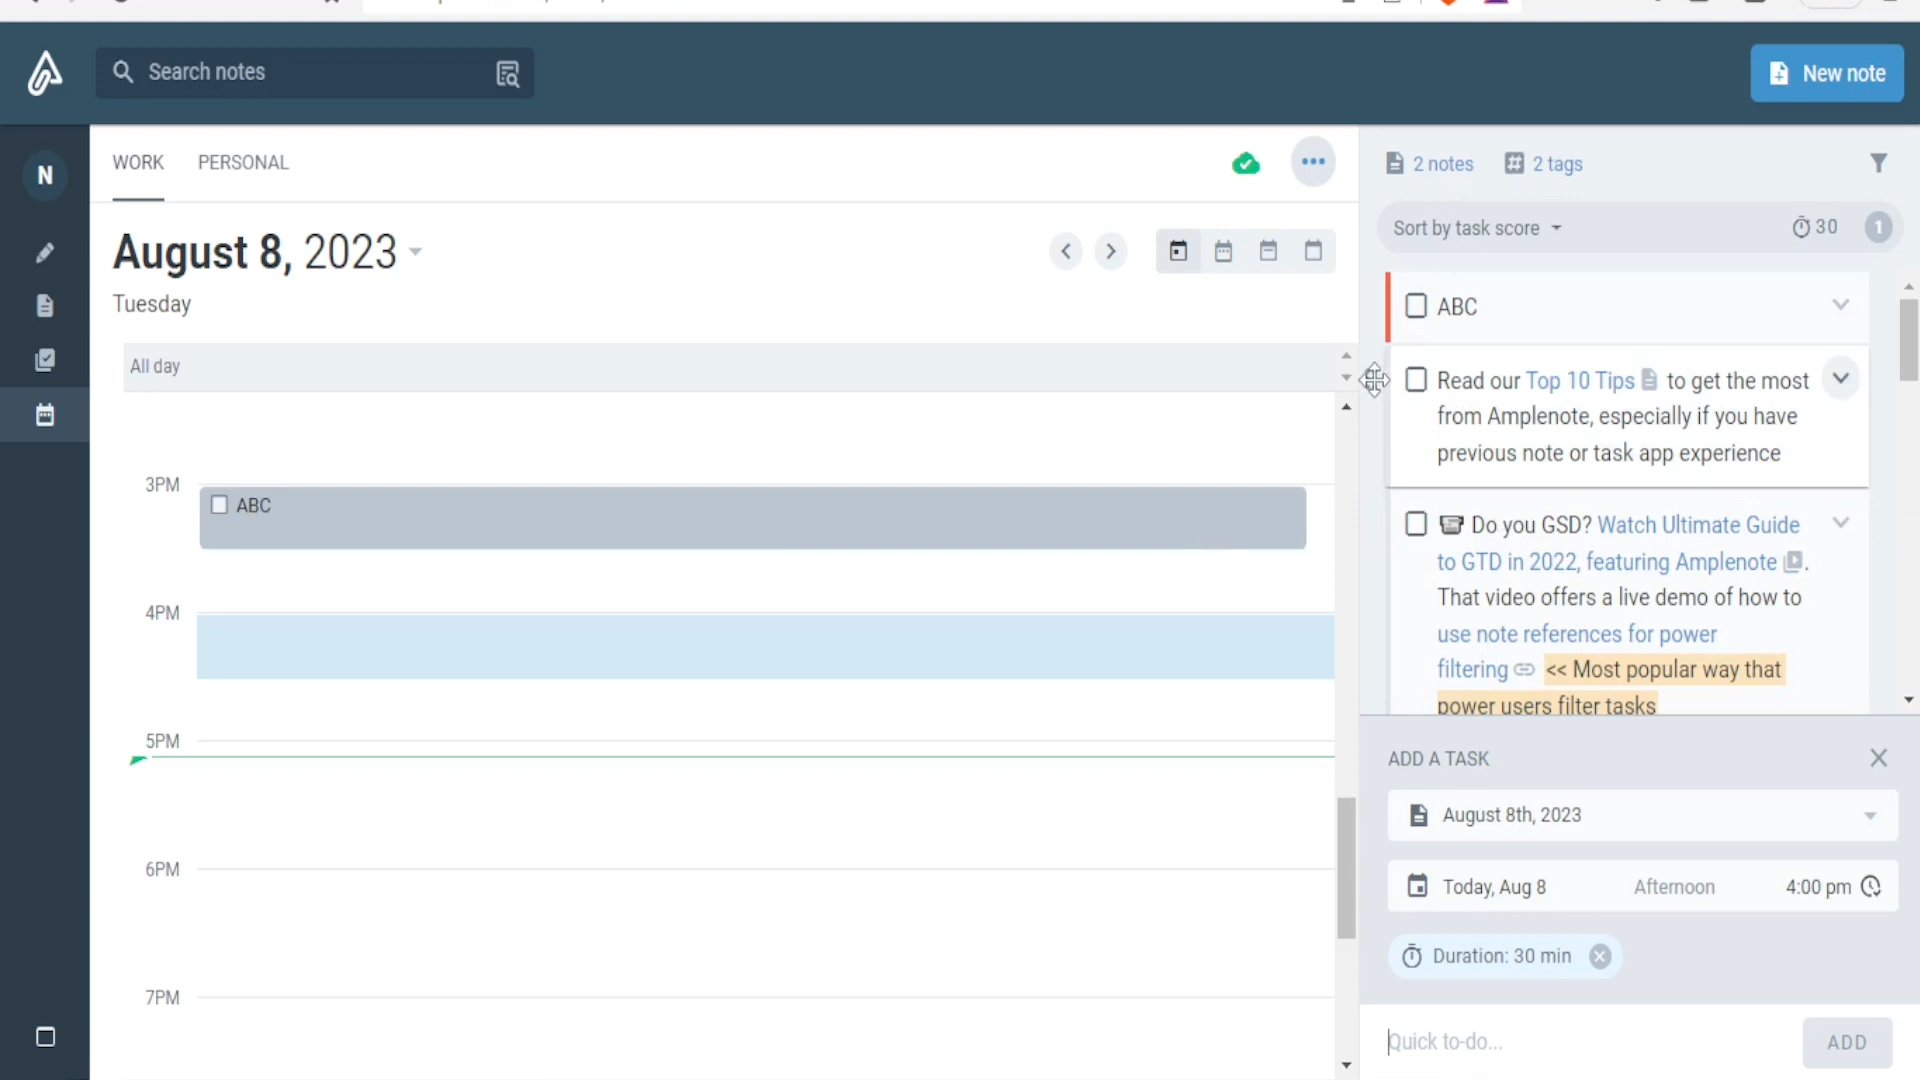 Search notes
New note
N
WORK
PERSONAL
August 8, 2023
Tuesday
All day
3PM
ABC
4PM
5PM
6PM
7PM
2 notes
2 tags
Sort by task score
30
1
ABC
Read our Top 10 Tips to get the most
from Amplenote, especially if you have
previous note or task app experience
Do you GSD? Watch Ultimate Guide
to GTD in 2022, featuring Amplenote .
That video offers a live demo of how to
use note references for power
filtering << Most popular way that
power users filter tasks
ADD A TASK
August 8th, 2023
Today, Aug 8
Afternoon
4:00 pm
Duration: 30 min
Quick to-do...
ADD